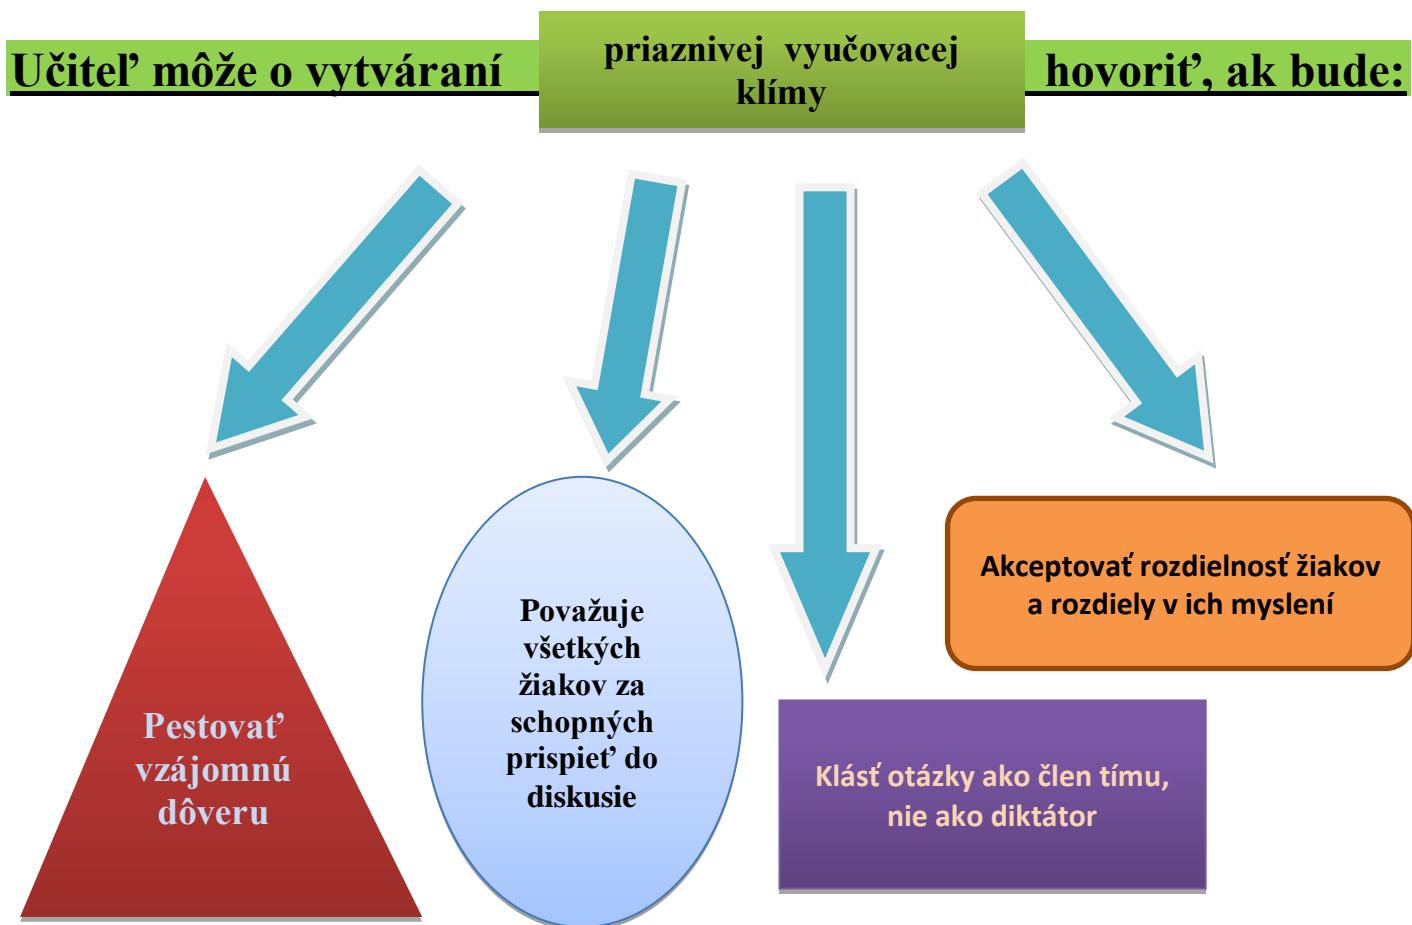 Učiteľ môže o vytváraní priaznivej vyučovacej klímy hovoriť, ak bude:
Pestovať
vzájomnú
dôveru
Považuje
všetkých
žiakov za
schopných
prispieť do
diskusie
Klásť otázky ako člen tímu,
nie ako diktátor
Akceptovať rozdielnosť žiakov
a rozdiely v ich myslení